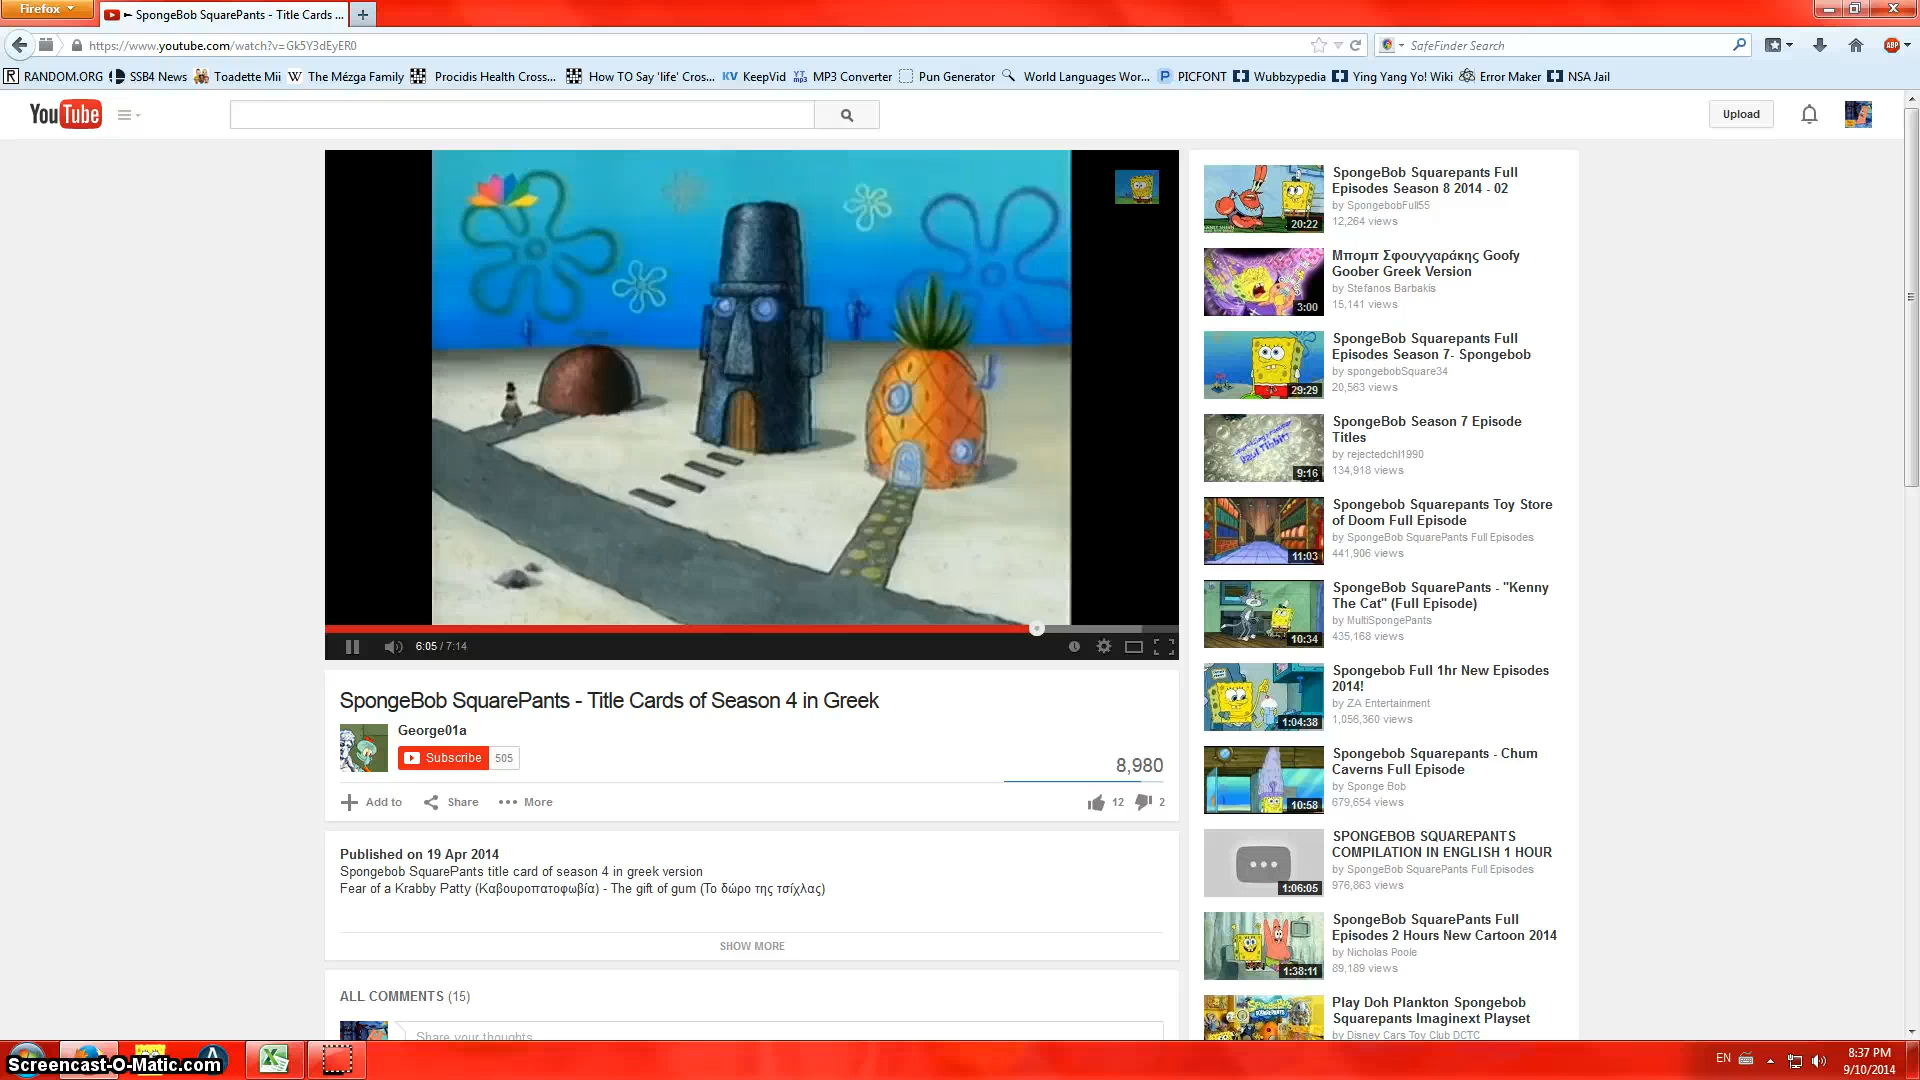 Firefox
► SpongeBob SquarePants - Title Cards ...
https://www.youtube.com/watch?v=Gk5Y3dEyER0
SafeFinder Search
ABP
RANDOM.ORG
SSB4 News
Toadette Mii
The Mézga Family
Procidis Health Cross...
How TO Say 'life' Cros...
KV KeepVid
YT mp3 MP3 Converter
Pun Generator
World Languages Wor...
PICFONT
Wubbzypedia
Ying Yang Yo! Wiki
Error Maker
NSA Jail
YouTube
Upload
6:05 / 7:14
SpongeBob SquarePants - Title Cards of Season 4 in Greek
George01a
Subscribe 505
8,980
Add to
Share
More
12
2
Published on 19 Apr 2014
Spongebob SquarePants title card of season 4 in greek version
Fear of a Krabby Patty (Καβουροπατοφωβία) - The gift of gum (Το δώρο της τσίχλας)
SHOW MORE
ALL COMMENTS (15)
Share your thoughts
20:22
SpongeBob Squarepants Full
Episodes Season 8 2014 - 02
by SpongebobFull55
12,264 views
3:00
Μπομπ Σφουγγαράκης Goofy
Goober Greek Version
by Stefanos Barbakis
15,141 views
29:29
SpongeBob Squarepants Full
Episodes Season 7- Spongebob
by spongebobSquare34
20,563 views
Paul Tibbitt
9:16
SpongeBob Season 7 Episode
Titles
by rejectedchl1990
134,918 views
11:03
Spongebob Squarepants Toy Store
of Doom Full Episode
by SpongeBob SquarePants Full Episodes
441,906 views
10:34
SpongeBob SquarePants - "Kenny
The Cat" (Full Episode)
by MultiSpongePants
435,168 views
1:04:38
Spongebob Full 1hr New Episodes
2014!
by ZA Entertainment
1,056,360 views
10:58
Spongebob Squarepants - Chum
Caverns Full Episode
by Sponge Bob
679,654 views
1:06:05
SPONGEBOB SQUAREPANTS
COMPILATION IN ENGLISH 1 HOUR
by SpongeBob SquarePants Full Episodes
976,863 views
1:38:11
SpongeBob SquarePants Full
Episodes 2 Hours New Cartoon 2014
by Nicholas Poole
89,189 views
Play Doh Plankton Spongebob
Squarepants Imaginext Playset
by Disney Cars Toy Club DCTC
Screencast-O-Matic.com
EN
8:37 PM
9/10/2014